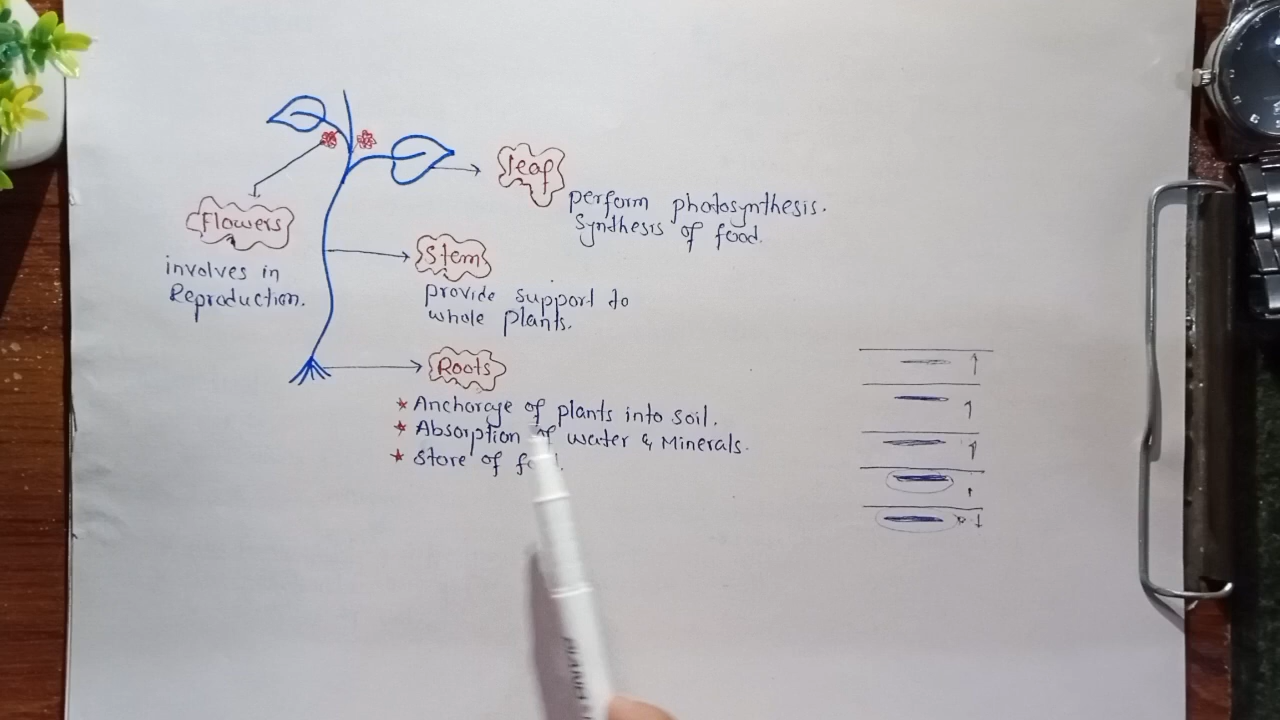 leaf
perform photosynthesis.
Synthesis of food.
Flowers
involves in
Reproduction.
Stem
provide support to
whole plants.
Roots
* Anchorage of plants into soil.
* Absorption of water & Minerals.
* Store of